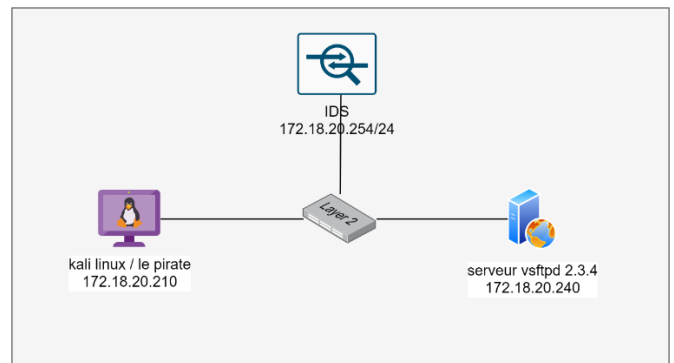 IDS
172.18.20.254/24
Layer 2
kali linux / le pirate
172.18.20.210
serveur vsftpd 2.3.4
172.18.20.240